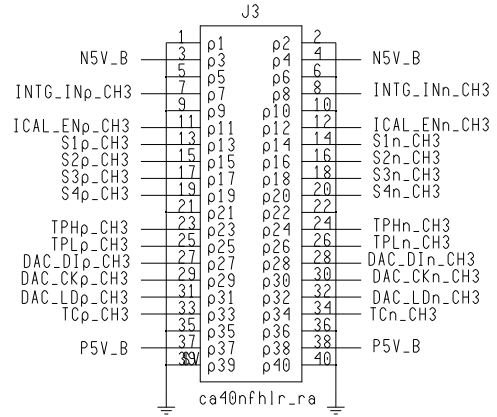 J3
1 p1 p2 2
N5V_B 3 p3 p4 4 N5V_B
5 p5 p6 6
INTG_INp_CH3 7 p7 p8 8 INTG_INn_CH3
9 p9 p10 10
ICAL_ENp_CH3 11 p11 p12 12 ICAL_ENn_CH3
S1p_CH3 13 p13 p14 14 S1n_CH3
S2p_CH3 15 p15 p16 16 S2n_CH3
S3p_CH3 17 p17 p18 18 S3n_CH3
S4p_CH3 19 p19 p20 20 S4n_CH3
21 p21 p22 22
TPHp_CH3 23 p23 p24 24 TPHn_CH3
TPLp_CH3 25 p25 p26 26 TPLn_CH3
DAC_DIp_CH3 27 p27 p28 28 DAC_DIn_CH3
DAC_CKp_CH3 29 p29 p30 30 DAC_CKn_CH3
DAC_LDp_CH3 31 p31 p32 32 DAC_LDn_CH3
TCp_CH3 33 p33 p34 34 TCn_CH3
35 p35 p36 36
P5V_B 37 p37 p38 38 P5V_B
39 p39 p40 40
ca40nfhlr_ra